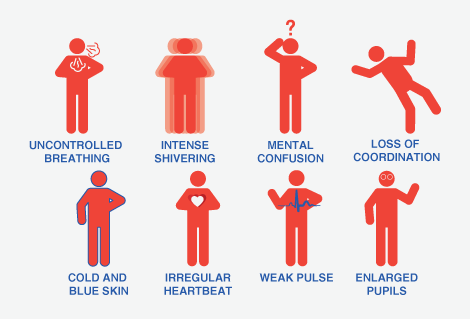 ?
UNCONTROLLED
BREATHING
INTENSE
SHIVERING
MENTAL
CONFUSION
LOSS OF
COORDINATION
COLD AND
BLUE SKIN
IRREGULAR
HEARTBEAT
WEAK PULSE
ENLARGED
PUPILS